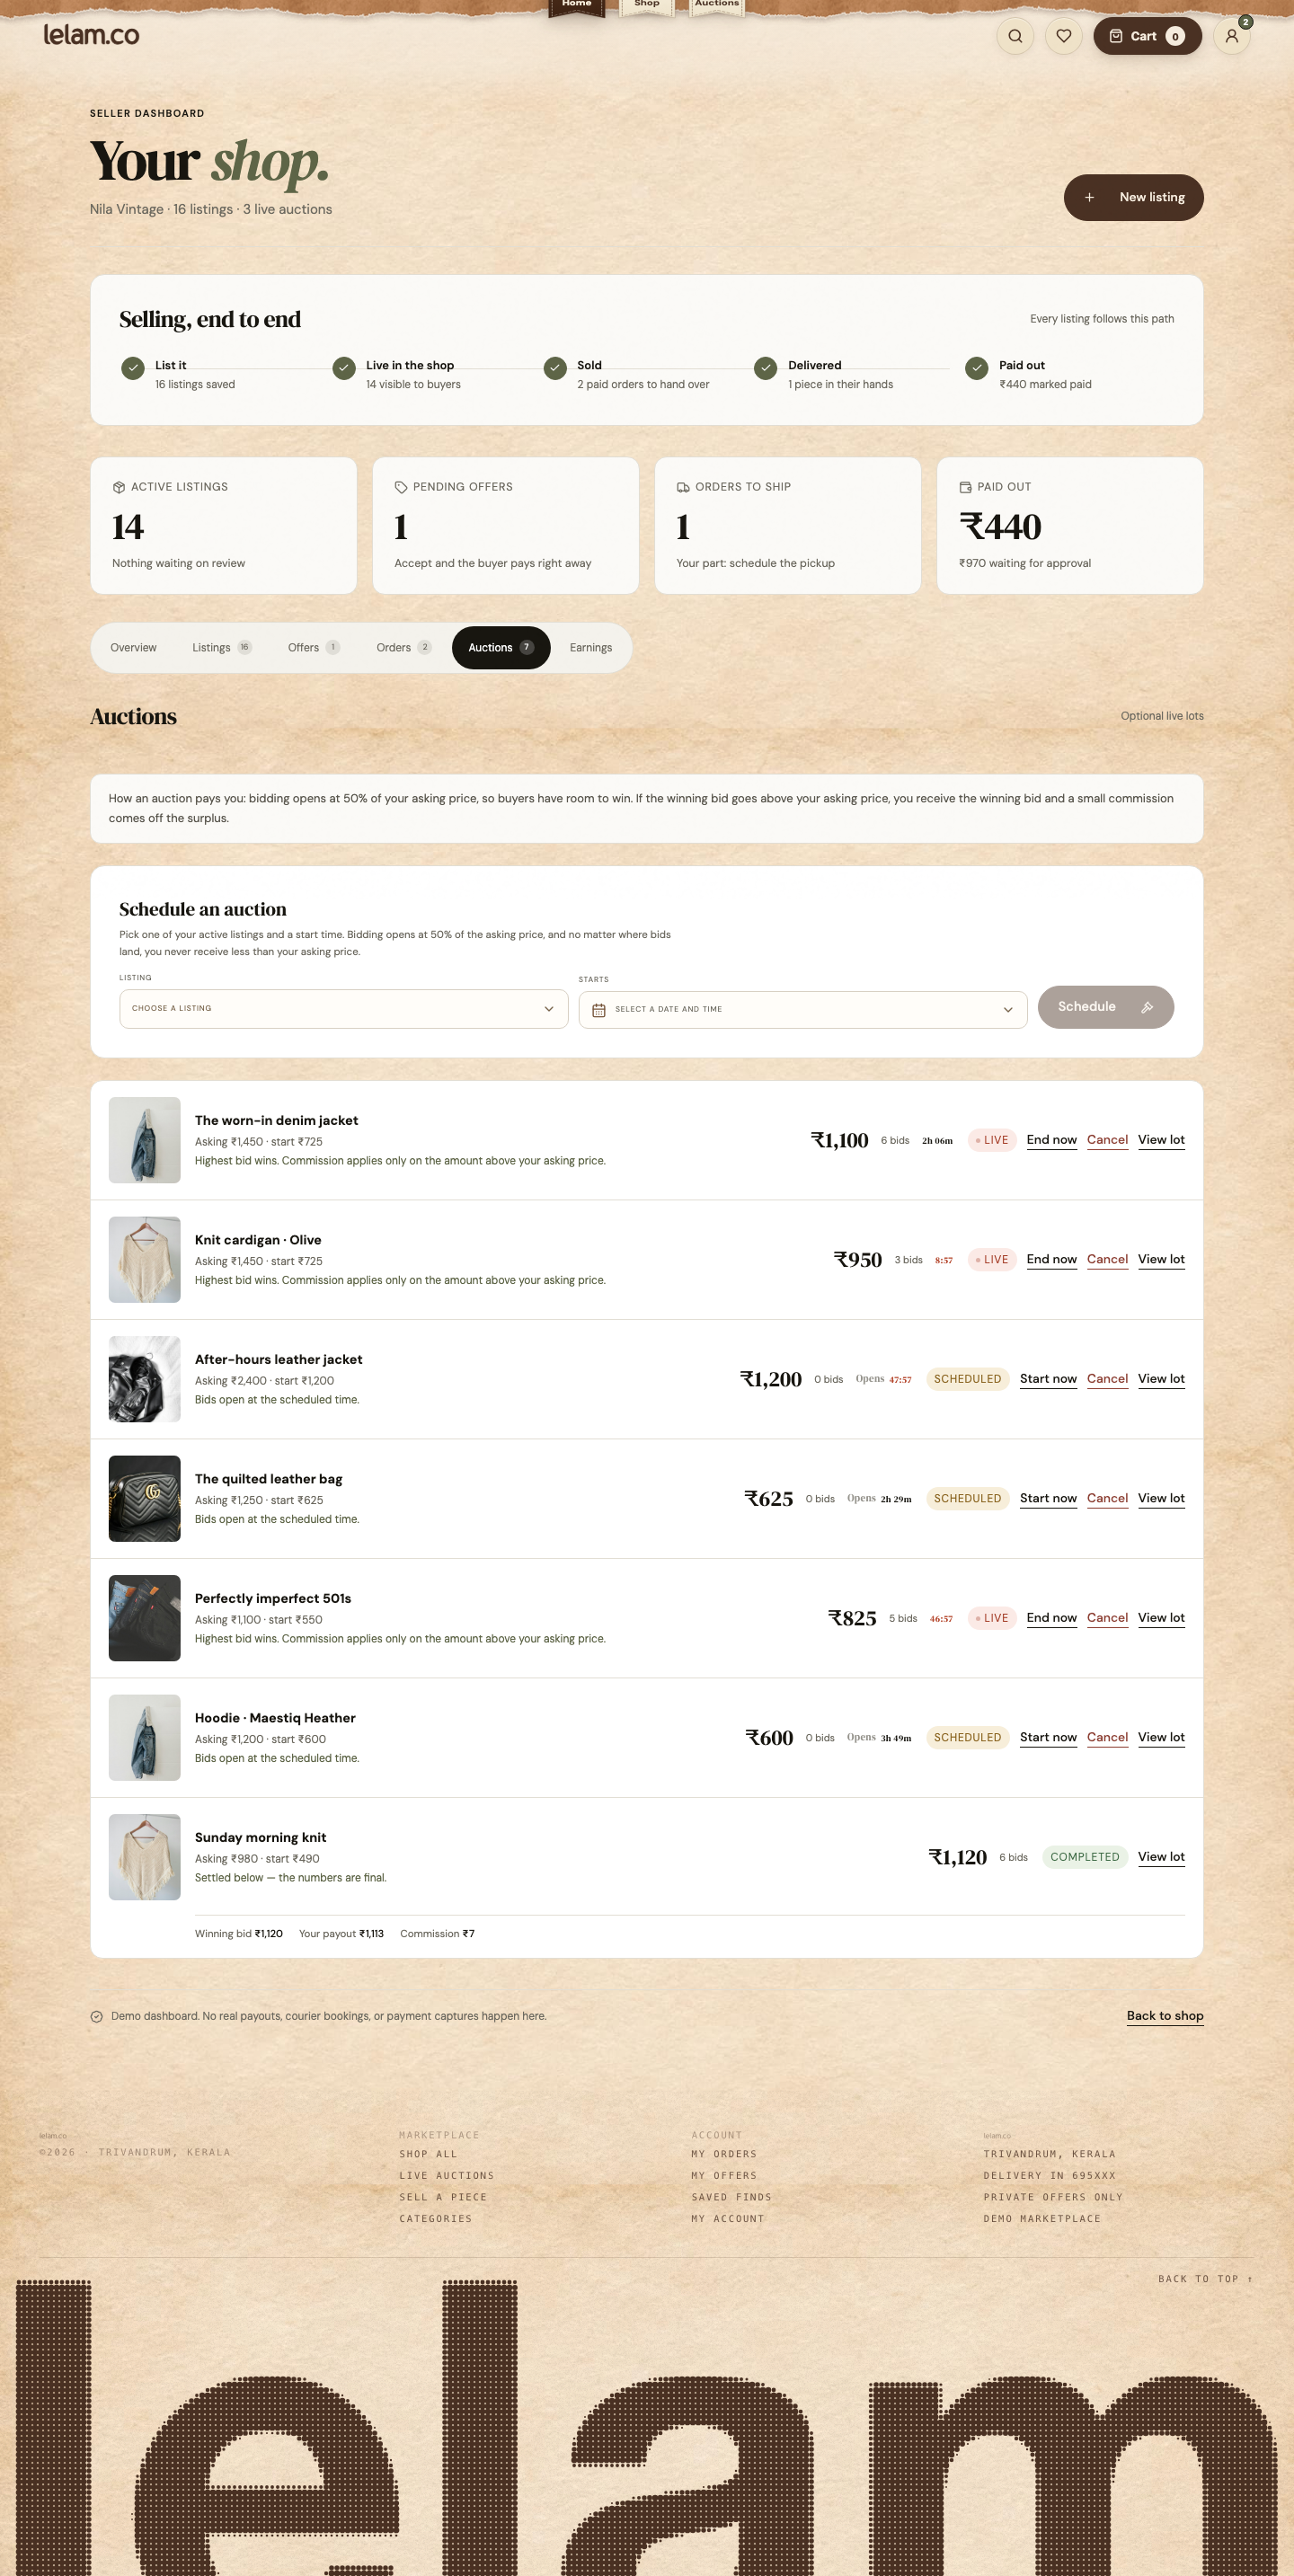 Home
Shop
Auctions
lelam.co
Cart 0
2
SELLER DASHBOARD
Your shop.
Nila Vintage · 16 listings · 3 live auctions
+ New listing
Selling, end to end
Every listing follows this path
List it
16 listings saved
Live in the shop
14 visible to buyers
Sold
2 paid orders to hand over
Delivered
1 piece in their hands
Paid out
₹440 marked paid
ACTIVE LISTINGS
14
Nothing waiting on review
PENDING OFFERS
1
Accept and the buyer pays right away
ORDERS TO SHIP
1
Your part: schedule the pickup
PAID OUT
₹440
₹970 waiting for approval
Overview
Listings 16
Offers 1
Orders 2
Auctions 7
Earnings
Auctions
Optional live lots
How an auction pays you: bidding opens at 50% of your asking price, so buyers have room to win. If the winning bid goes above your asking price, you receive the winning bid and a small commission
comes off the surplus.
Schedule an auction
Pick one of your active listings and a start time. Bidding opens at 50% of the asking price, and no matter where bids
land, you never receive less than your asking price.
LISTING
CHOOSE A LISTING
STARTS
SELECT A DATE AND TIME
Schedule
The worn-in denim jacket
Asking ₹1,450 · start ₹725
Highest bid wins. Commission applies only on the amount above your asking price.
₹1,100 6 bids 2h 06m LIVE End now Cancel View lot
Knit cardigan · Olive
Asking ₹1,450 · start ₹725
Highest bid wins. Commission applies only on the amount above your asking price.
₹950 3 bids 8:57 LIVE End now Cancel View lot
After-hours leather jacket
Asking ₹2,400 · start ₹1,200
Bids open at the scheduled time.
₹1,200 0 bids Opens 47:57 SCHEDULED Start now Cancel View lot
The quilted leather bag
Asking ₹1,250 · start ₹625
Bids open at the scheduled time.
₹625 0 bids Opens 2h 29m SCHEDULED Start now Cancel View lot
Perfectly imperfect 501s
Asking ₹1,100 · start ₹550
Highest bid wins. Commission applies only on the amount above your asking price.
₹825 5 bids 46:57 LIVE End now Cancel View lot
Hoodie · Maestiq Heather
Asking ₹1,200 · start ₹600
Bids open at the scheduled time.
₹600 0 bids Opens 3h 49m SCHEDULED Start now Cancel View lot
Sunday morning knit
Asking ₹980 · start ₹490
Settled below — the numbers are final.
₹1,120 6 bids COMPLETED View lot
Winning bid ₹1,120 Your payout ₹1,113 Commission ₹7
Demo dashboard. No real payouts, courier bookings, or payment captures happen here.
Back to shop
lelam.co
©2026 · TRIVANDRUM, KERALA
MARKETPLACE
SHOP ALL
LIVE AUCTIONS
SELL A PIECE
CATEGORIES
ACCOUNT
MY ORDERS
MY OFFERS
SAVED FINDS
MY ACCOUNT
lelam.co
TRIVANDRUM, KERALA
DELIVERY IN 695XXX
PRIVATE OFFERS ONLY
DEMO MARKETPLACE
BACK TO TOP ↑
lelam